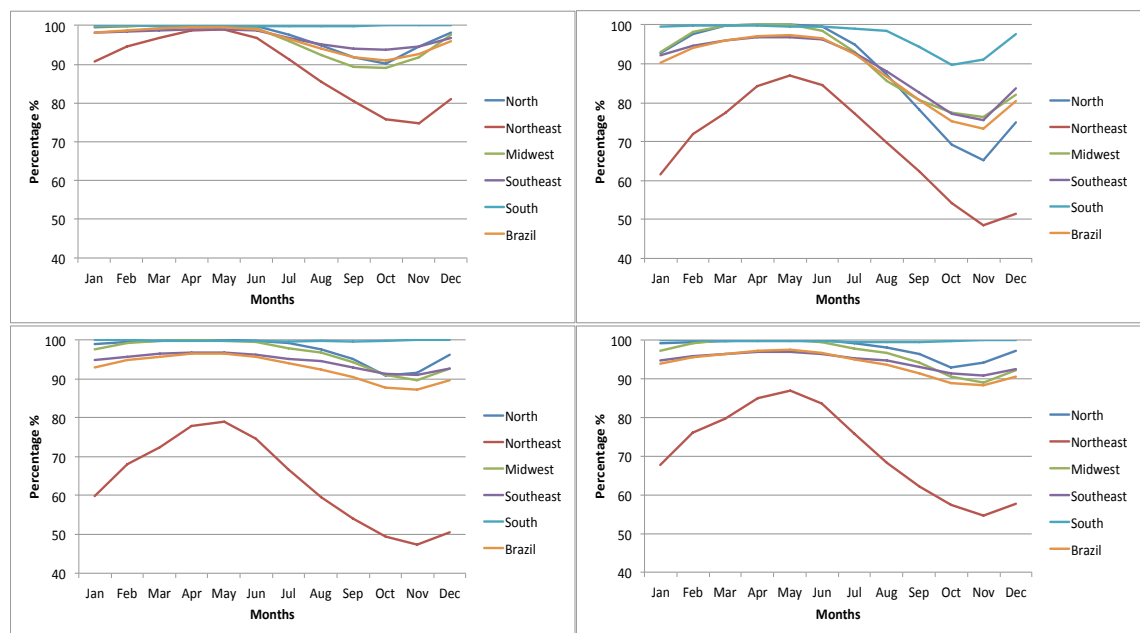 100
90
80
70
60
50
40
Percentage %
Jan Feb Mar Apr May Jun Jul Aug Sep Oct Nov Dec
Months
North
Northeast
Midwest
Southeast
South
Brazil
100
90
80
70
60
50
40
Percentage %
Jan Feb Mar Apr May Jun Jul Aug Sep Oct Nov Dec
Months
North
Northeast
Midwest
Southeast
South
Brazil
100
90
80
70
60
50
40
Percentage %
Jan Feb Mar Apr May Jun Jul Aug Sep Oct Nov Dec
Months
North
Northeast
Midwest
Southeast
South
Brazil
100
90
80
70
60
50
40
Percentage %
Jan Feb Mar Apr May Jun Jul Aug Sep Oct Nov Dec
Months
North
Northeast
Midwest
Southeast
South
Brazil